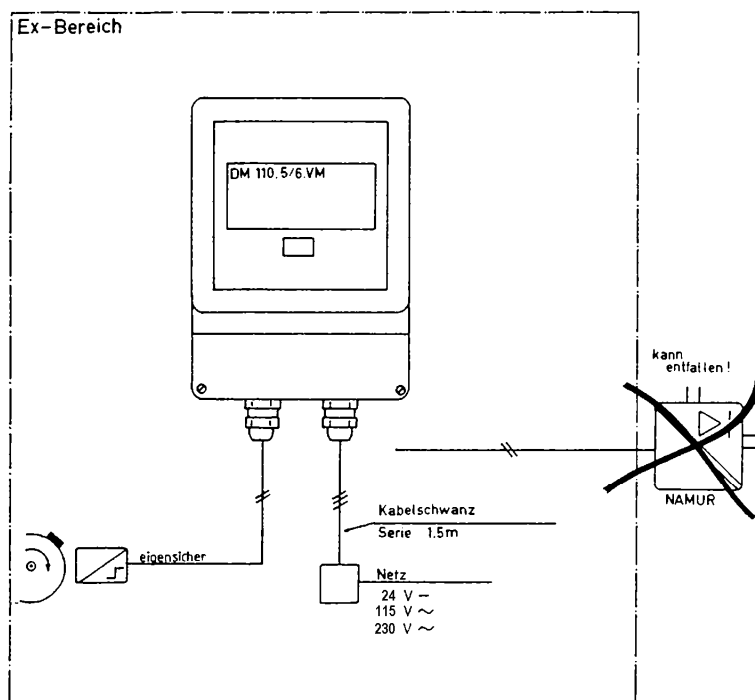 Ex-Bereich
DM 110.5/6.VM
kann
entfallen!
NAMUR
Kabelschwanz
Serie 1,5m
eigensicher
Netz
24 V -
115 V ~
230 V ~